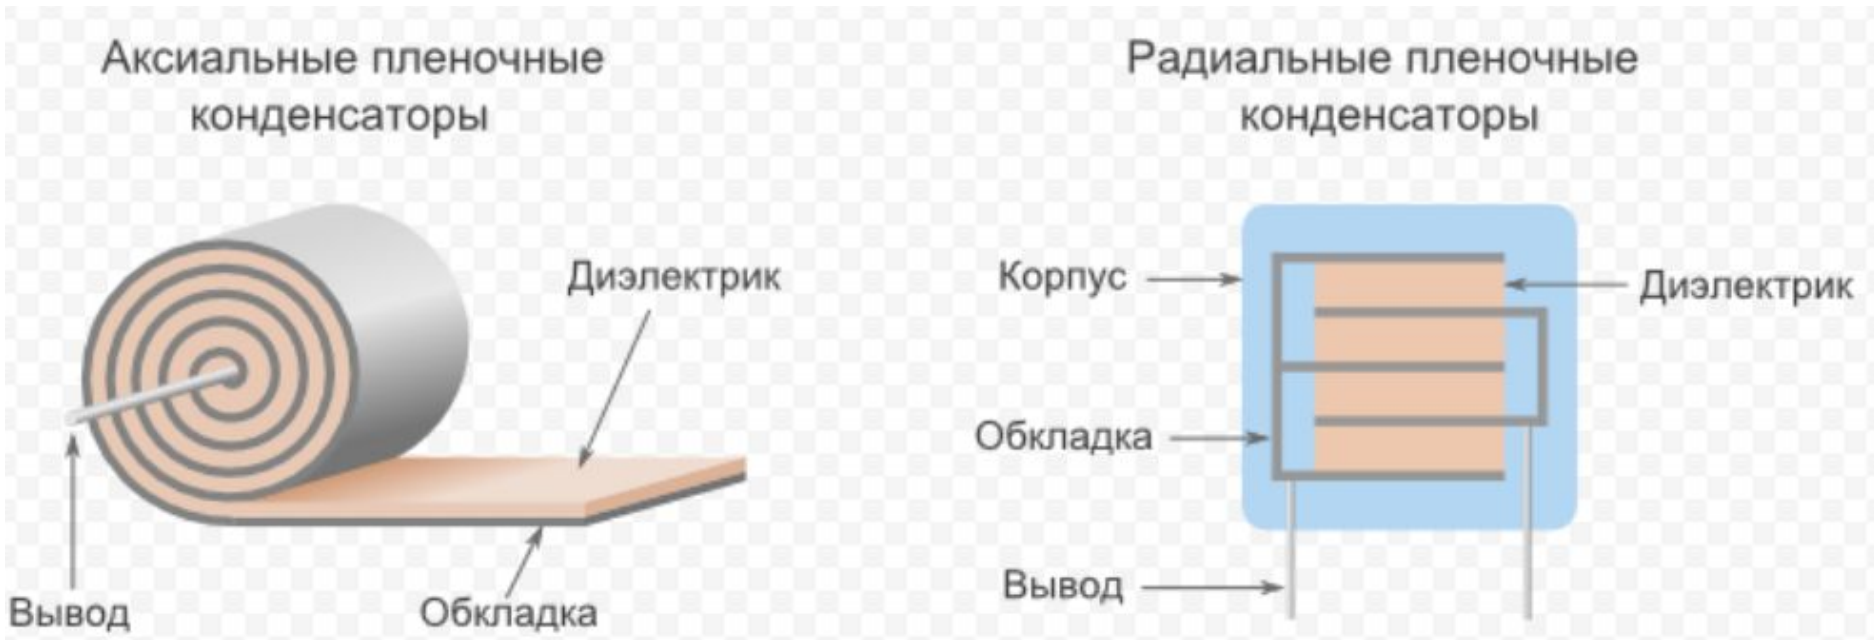 Аксиальные пленочные
конденсаторы
Диэлектрик
Вывод
Обкладка
Радиальные пленочные
конденсаторы
Корпус
Диэлектрик
Обкладка
Вывод